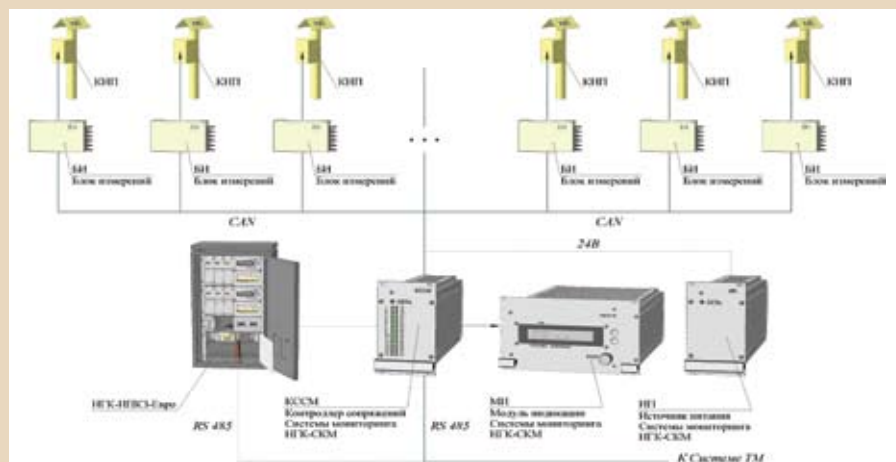 КИП
КИП
КИП
КИП
КИП
КИП
БИ
Блок измерений
БИ
Блок измерений
БИ
Блок измерений
БИ
Блок измерений
БИ
Блок измерений
БИ
Блок измерений
CAN
CAN
24В
НГК-ИПКЗ-Евро
RS 485
КССМ
Контроллер сопряжений
Системы мониторинга
НГК-СКМ
RS 485
МИ
Модуль индикации
Системы мониторинга
НГК-СКМ
ИП
Источник питания
Системы мониторинга
НГК-СКМ
К Системе ТМ